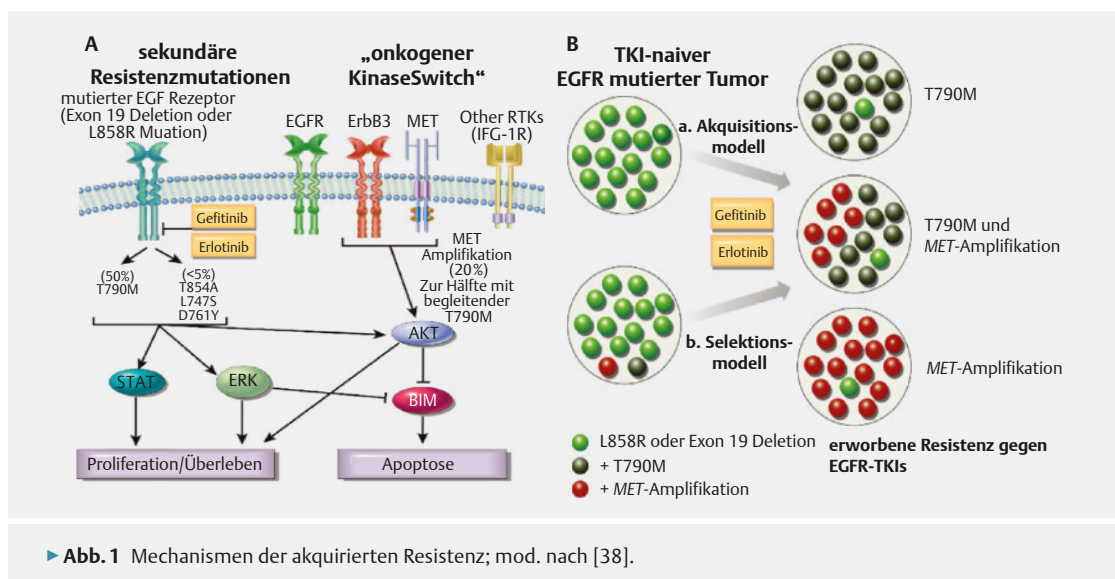 A
sekundäre
Resistenzmutationen
mutierter EGF Rezeptor
(Exon 19 Deletion oder
L858R Muation)
„onkogener
KinaseSwitch“
EGFR
ErbB3
MET
Other RTKs
(IFG-1R)
Gefitinib
Erlotinib
(50%)
T790M
(<5%)
T854A
L747S
D761Y
MET
Amplifikation
(20%)
Zur Hälfte mit
begleitender
T790M
AKT
STAT
ERK
BIM
Proliferation/Überleben
Apoptose
B
TKI-naiver
EGFR mutierter Tumor
a. Akquisitions-
modell
Gefitinib
Erlotinib
b. Selektions-
modell
T790M
T790M und
MET-Amplifikation
MET-Amplifikation
L858R oder Exon 19 Deletion
+ T790M
+ MET-Amplifikation
erworbene Resistenz gegen
EGFR-TKIs
▶ Abb. 1 Mechanismen der akquirierten Resistenz; mod. nach [38].